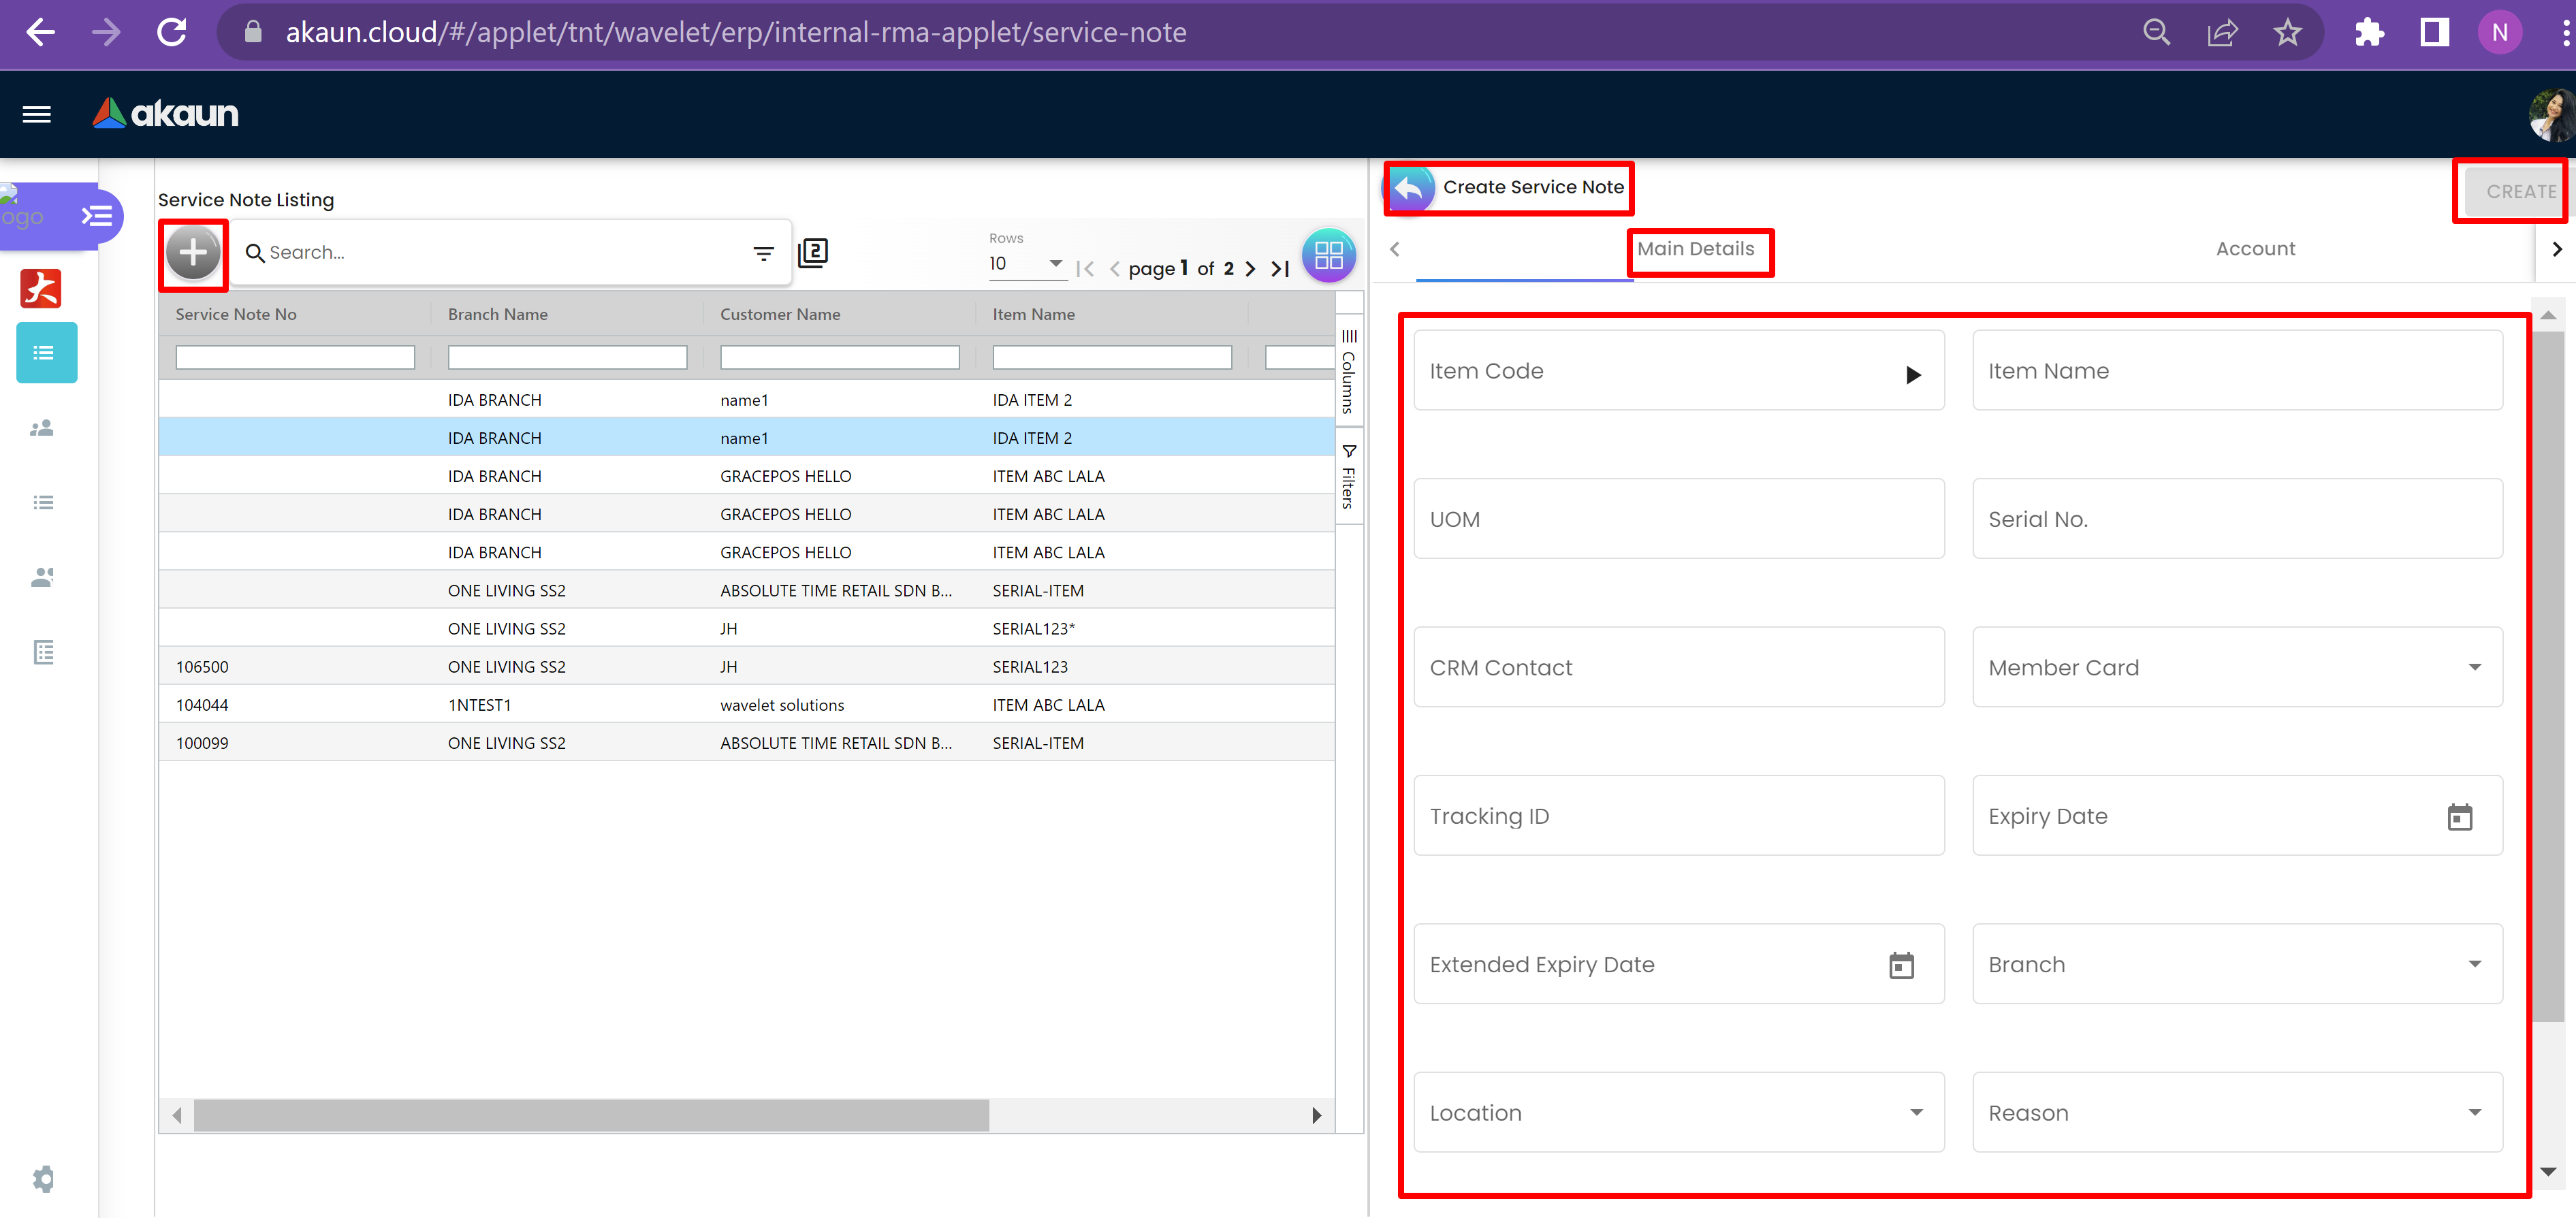 akaun.cloud/#/applet/tnt/wavelet/erp/internal-rma-applet/service-note
N
akaun
ogo
Service Note Listing
Search...
2
Rows
10
page 1 of 2
Service Note No Branch Name Customer Name Item Name
IDA BRANCH name1 IDA ITEM 2
IDA BRANCH name1 IDA ITEM 2
IDA BRANCH GRACEPOS HELLO ITEM ABC LALA
IDA BRANCH GRACEPOS HELLO ITEM ABC LALA
IDA BRANCH GRACEPOS HELLO ITEM ABC LALA
ONE LIVING SS2 ABSOLUTE TIME RETAIL SDN B... SERIAL-ITEM
ONE LIVING SS2 JH SERIAL123*
106500 ONE LIVING SS2 JH SERIAL123
104044 1NTEST1 wavelet solutions ITEM ABC LALA
100099 ONE LIVING SS2 ABSOLUTE TIME RETAIL SDN B... SERIAL-ITEM
Columns
Filters
Create Service Note
CREATE
Main Details Account
Item Code Item Name
UOM Serial No.
CRM Contact Member Card
Tracking ID Expiry Date
Extended Expiry Date Branch
Location Reason